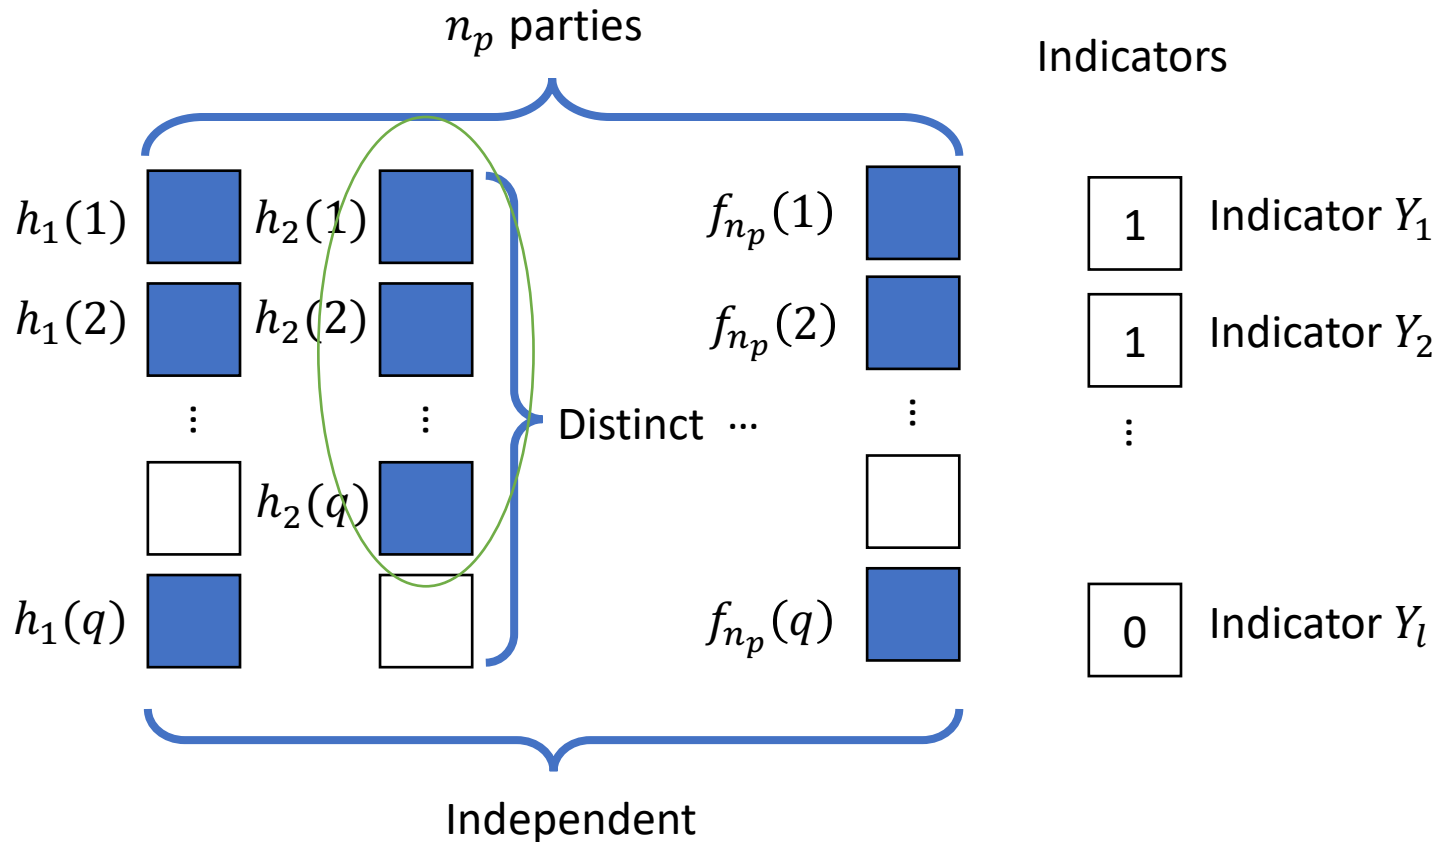 n_p parties
Indicators
h_1(1) h_2(1) f_{n_p}(1) 1 Indicator Y_1
h_1(2) h_2(2) f_{n_p}(2) 1 Indicator Y_2
⋮ ⋮ Distinct … ⋮ ⋮
h_2(q)
h_1(q) f_{n_p}(q) 0 Indicator Y_l
Independent